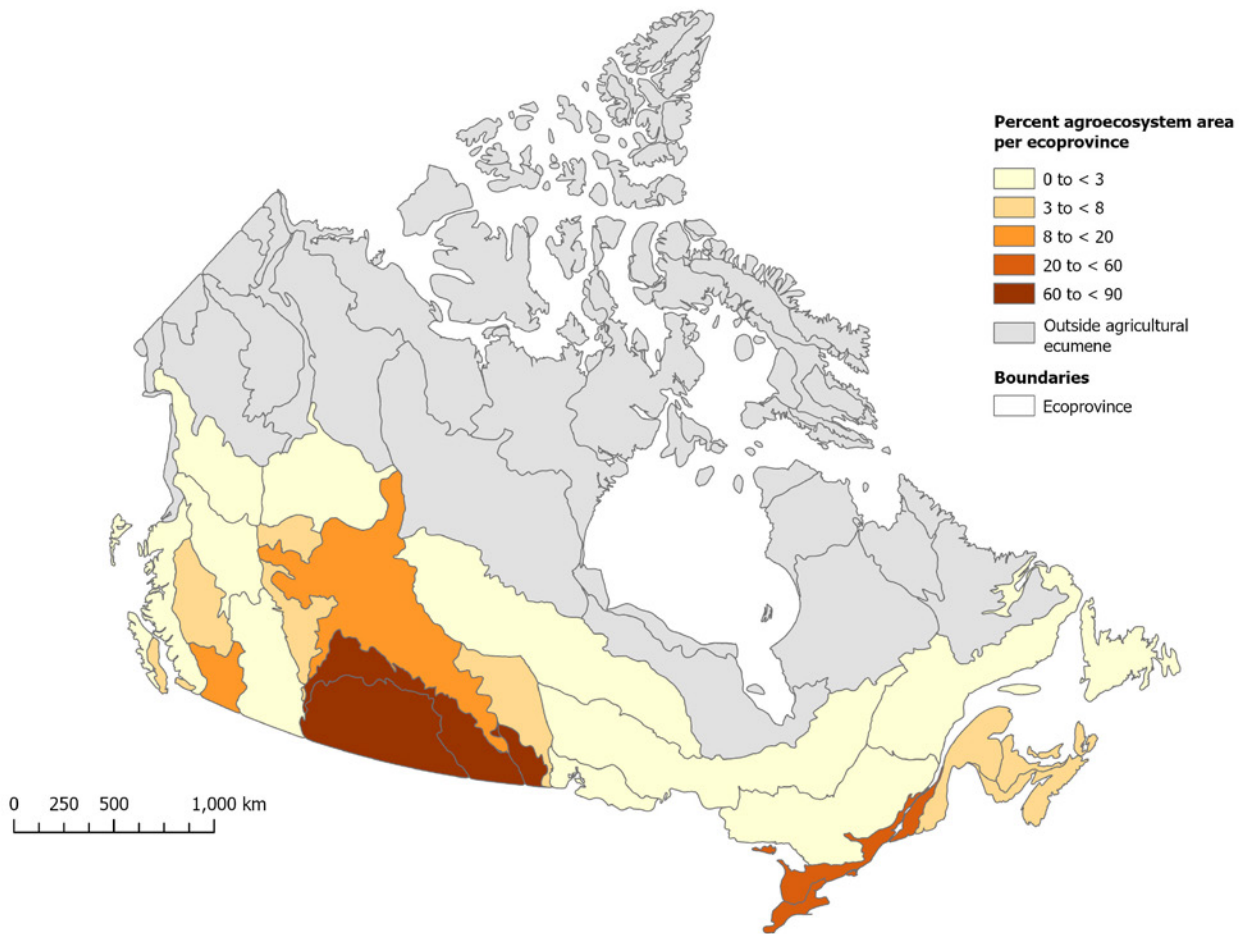 Percent agroecosystem area
per ecoprovince
0 to < 3
3 to < 8
8 to < 20
20 to < 60
60 to < 90
Outside agricultural
ecumene
Boundaries
Ecoprovince
0 250 500 1,000 km